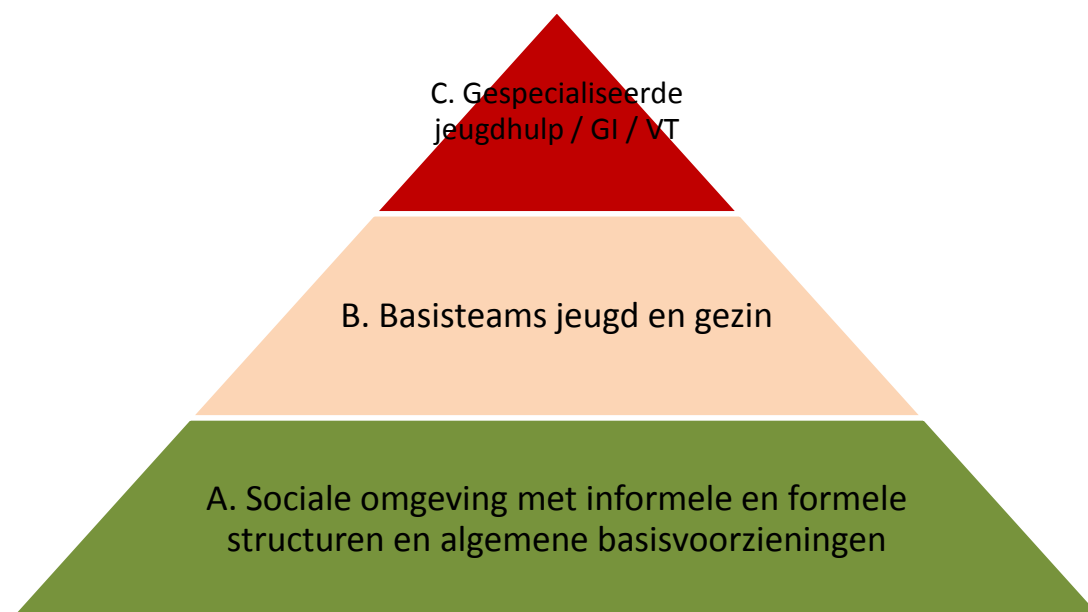 C. Gespecialiseerde
jeugdhulp / GI / VT
B. Basisteams jeugd en gezin
A. Sociale omgeving met informele en formele
structuren en algemene basisvoorzieningen